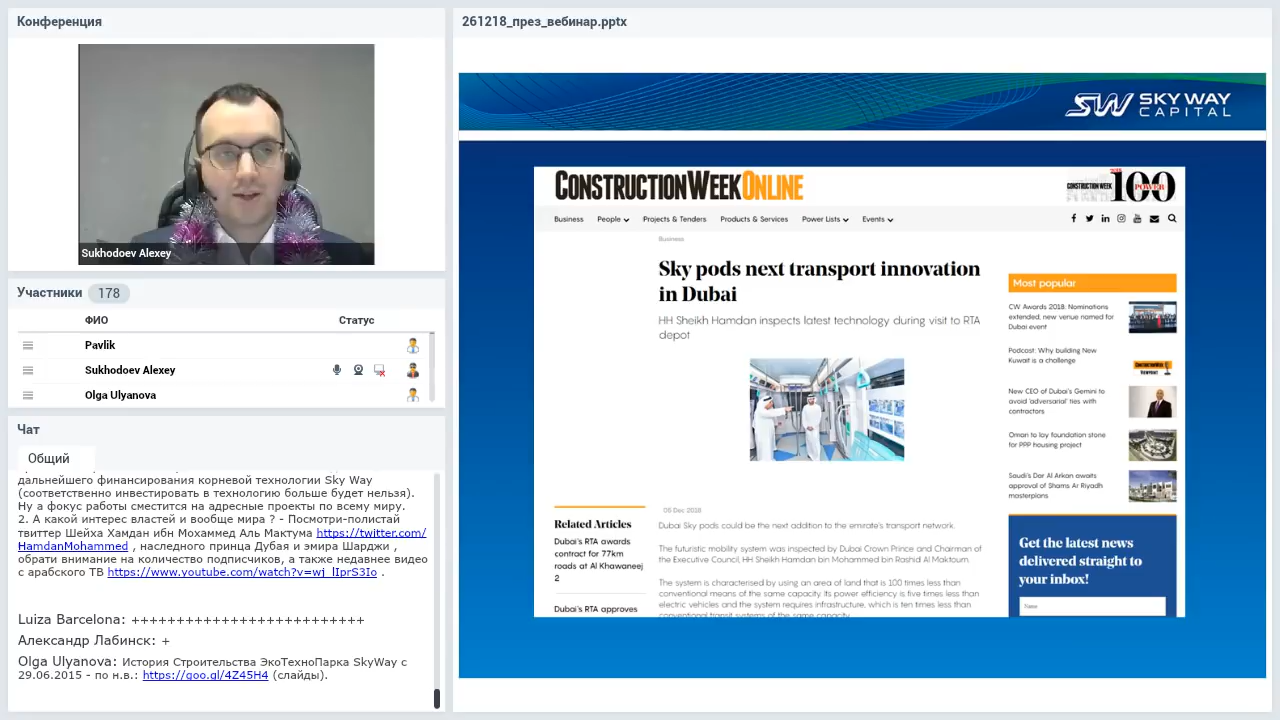 Конференция
Sukhodoev Alexey
Участники 178
ФИО Статус
Pavlik
Sukhodoev Alexey
Olga Ulyanova
Чат
Общий
дальнейшего финансирования корневой технологии Sky Way
(соответственно инвестировать в технологию больше будет нельзя).
Ну а фокус работы сместится на адресные проекты по всему миру.
2. А какой интерес властей и вообще мира ? - Посмотри-полистай
твиттер Шейха Хамдан ибн Мохаммед Аль Мактума https://twitter.com/
HamdanMohammed , наследного принца Дубая и эмира Шарджи ,
обрати внимание на количество подписчиков, а также недавнее видео
с арабского ТВ https://www.youtube.com/watch?v=wj_IIprS3Io .
Luiza Barcelona: +++++++++++++++++++++++++
Александр Лабинск: +
Olga Ulyanova: История Строительства ЭкоТехноПарка SkyWay с
29.06.2015 - по н.в.: https://goo.gl/4Z45H4 (слайды).
261218_през_вебинар.pptx
SW SKY WAY
CAPITAL
CONSTRUCTIONWEEKONLINE
CONSTRUCTION WEEK 2018 POWER 100
Business People Projects & Tenders Products & Services Power Lists Events
Business
Sky pods next transport innovation
in Dubai
HH Sheikh Hamdan inspects latest technology during visit to RTA
depot
05 Dec 2018
Dubai Sky pods could be the next addition to the emirate's transport network.
The futuristic mobility system was inspected by Dubai Crown Prince and Chairman of
the Executive Council, HH Sheikh Hamdan bin Mohammed bin Rashid Al Maktoum.
The system is characterised by using an area of land that is 100 times less than
conventional means of the same capacity. Its power efficiency is five times less than
electric vehicles and the system requires infrastructure, which is ten times less than
conventional transit systems of the same capacity.
Related Articles
Dubai's RTA awards
contract for 77km
roads at Al Khawaneej
2
Dubai's RTA approves
Most popular
CW Awards 2018: Nominations
extended, new venue named for
Dubai event
Podcast: Why building New
Kuwait is a challenge
New CEO of Dubai's Gemini to
avoid 'adversarial' ties with
contractors
Oman to lay foundation stone
for PPP housing project
Saudi's Dar Al Arkan awaits
approval of Shams Ar Riyadh
masterplans
Get the latest news
delivered straight to
your inbox!